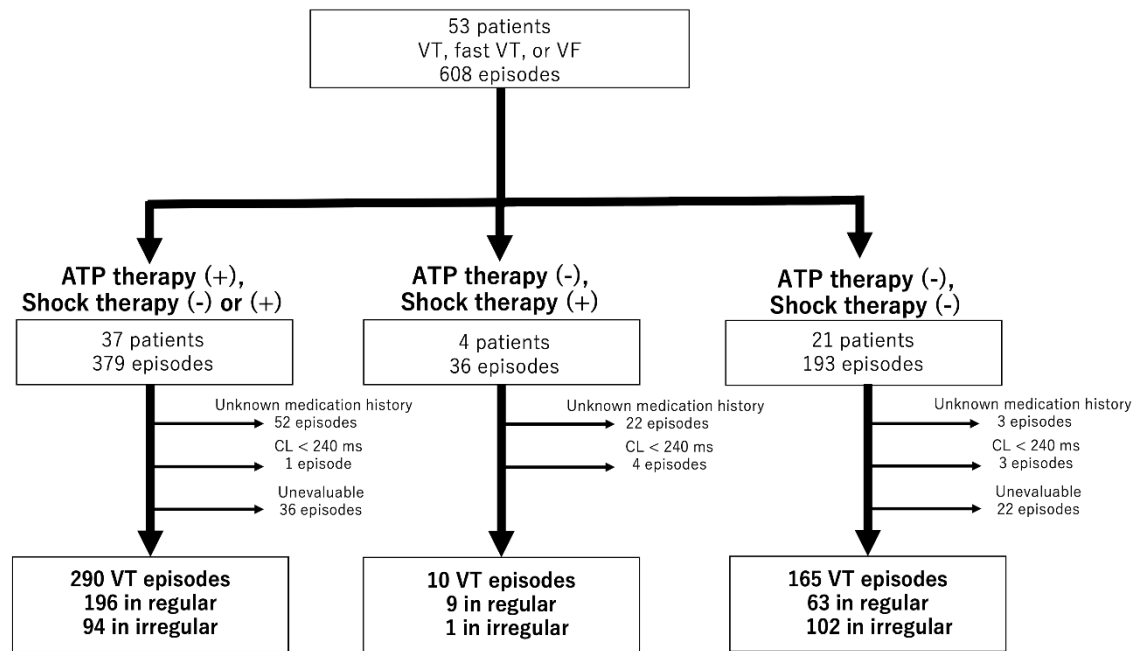 53 patients
VT, fast VT, or VF
608 episodes
ATP therapy (+),
Shock therapy (-) or (+)
37 patients
379 episodes
Unknown medication history
52 episodes
CL < 240 ms
1 episode
Unevaluable
36 episodes
290 VT episodes
196 in regular
94 in irregular
ATP therapy (-),
Shock therapy (+)
4 patients
36 episodes
Unknown medication history
22 episodes
CL < 240 ms
4 episodes
10 VT episodes
9 in regular
1 in irregular
ATP therapy (-),
Shock therapy (-)
21 patients
193 episodes
Unknown medication history
3 episodes
CL < 240 ms
3 episodes
Unevaluable
22 episodes
165 VT episodes
63 in regular
102 in irregular